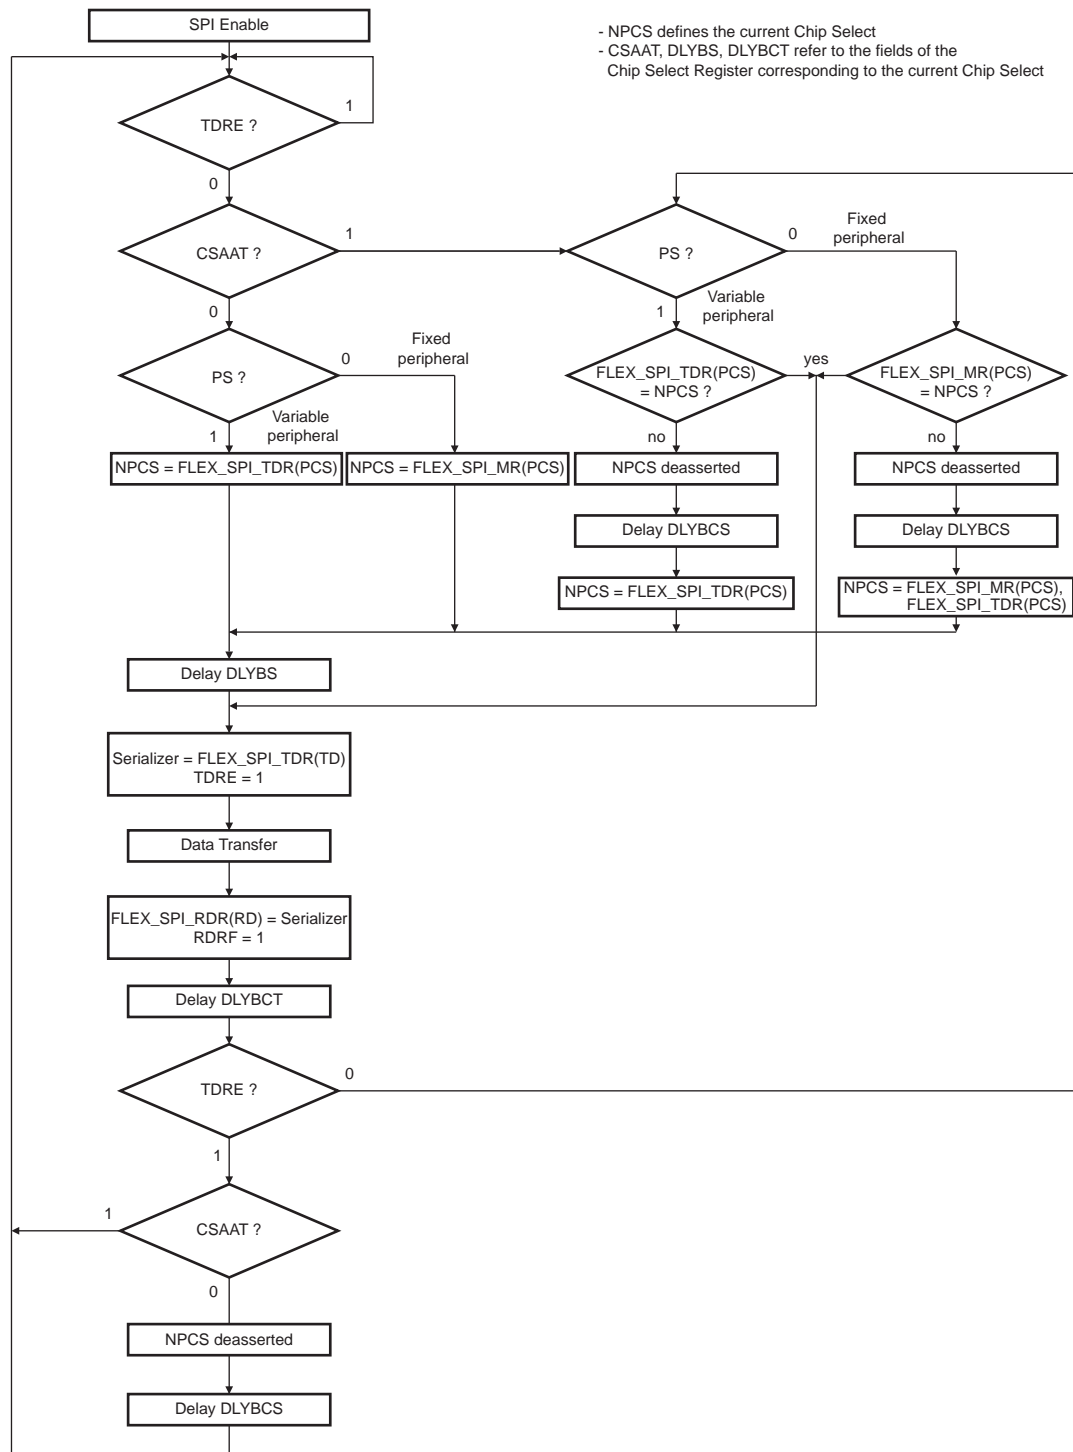 SPI Enable
- NPCS defines the current Chip Select
- CSAAT, DLYBS, DLYBCT refer to the fields of the
Chip Select Register corresponding to the current Chip Select
1
TDRE ?
0
CSAAT ?
1
PS ?
0
Fixed
peripheral
0
1
Variable
peripheral
PS ?
0
Fixed
peripheral
FLEX_SPI_TDR(PCS)
= NPCS ?
yes
FLEX_SPI_MR(PCS)
= NPCS ?
1
Variable
peripheral
no
no
NPCS = FLEX_SPI_TDR(PCS)
NPCS = FLEX_SPI_MR(PCS)
NPCS deasserted
NPCS deasserted
Delay DLYBCS
Delay DLYBCS
NPCS = FLEX_SPI_TDR(PCS)
NPCS = FLEX_SPI_MR(PCS),
FLEX_SPI_TDR(PCS)
Delay DLYBS
Serializer = FLEX_SPI_TDR(TD)
TDRE = 1
Data Transfer
FLEX_SPI_RDR(RD) = Serializer
RDRF = 1
Delay DLYBCT
TDRE ?
0
1
1
CSAAT ?
0
NPCS deasserted
Delay DLYBCS